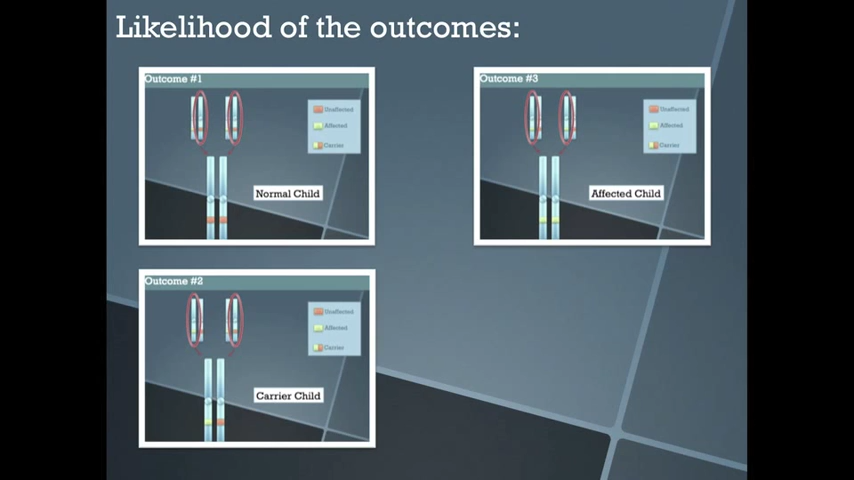 Likelihood of the outcomes:
Outcome #1
Unaffected
Affected
Carrier
Normal Child
Outcome #3
Unaffected
Affected
Carrier
Affected Child
Outcome #2
Unaffected
Affected
Carrier
Carrier Child